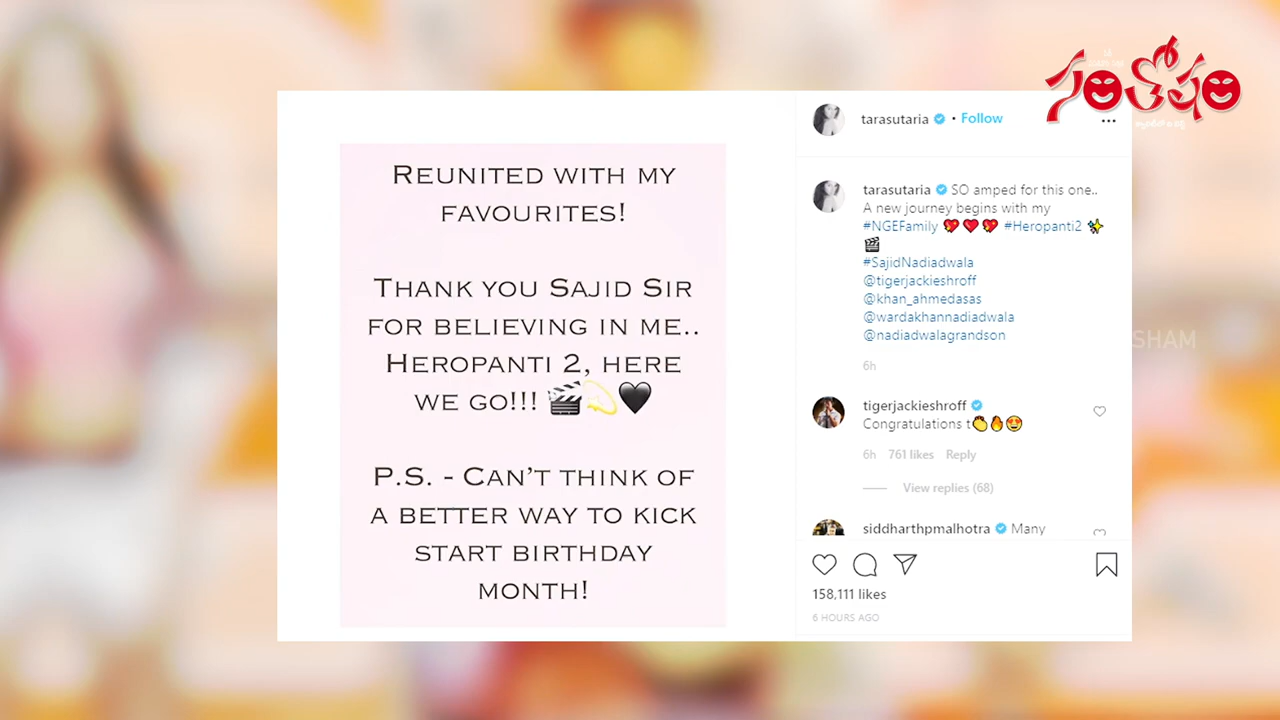 సంతోషం
REUNITED WITH MY
FAVOURITES!
THANK YOU SAJID SIR
FOR BELIEVING IN ME..
HEROPANTI 2, HERE
WE GO!!! 🎬💫🖤
P.S. - CAN'T THINK OF
A BETTER WAY TO KICK
START BIRTHDAY
MONTH!
tarasutaria • Follow
tarasutaria SO amped for this one..
A new journey begins with my
#NGEFamily 💖❤️💖 #Heropanti2 ✨
🎬
#SajidNadiadwala
@tigerjackieshroff
@khan_ahmedasas
@wardakhannadiadwala
@nadiadwalagrandson
6h
tigerjackieshroff
Congratulations t👏🔥😍
6h 761 likes Reply
View replies (68)
siddharthpmalhotra Many
158,111 likes
6 HOURS AGO
SHAM